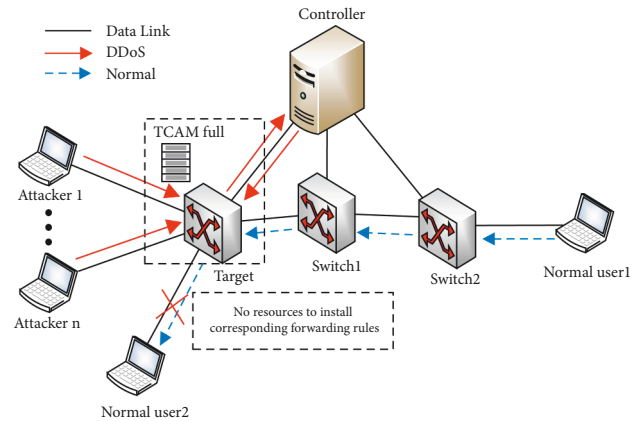 Controller
Data Link
DDoS
Normal
TCAM full
Attacker 1
Target
Switch1
Switch2
Normal user1
Attacker n
No resources to install
corresponding forwarding rules
Normal user2